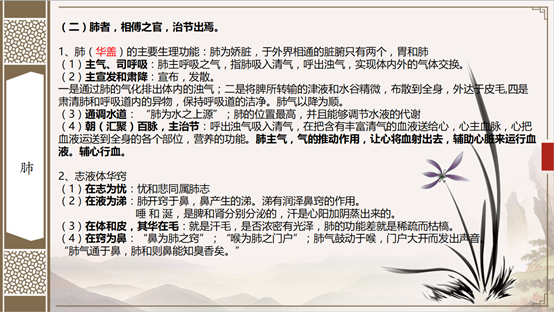 （二）肺者，相傅之官，治节出焉。
肺
1、肺（华盖）的主要生理功能：肺为娇脏，于外界相通的脏腑只有两个，胃和肺
（1）主气、司呼吸：肺主呼吸之气，指肺吸入清气，呼出浊气，实现体内外的气体交换。
（2）主宣发和肃降：宣布，发散。
一是通过肺的气化排出体内的浊气；二是将脾所转输的津液和水谷精微，布散到全身，外达于皮毛,四是
肃清肺和呼吸道内的异物，保持呼吸道的洁净。肺气以降为顺。
（3）通调水道： “肺为水之上源”；肺的位置最高，并且能够调节水液的代谢
（4）朝（汇聚）百脉，主治节：呼出浊气吸入清气，在把含有丰富清气的血液送给心，心主血脉，心把
血液运送到全身的各个部位，营养的功能。肺主气，气的推动作用，让心将血射出去，辅助心脏来运行血
液。辅心行血。
2、志液体华窍
（1）在志为忧：忧和悲同属肺志
（2）在液为涕：肺开窍于鼻，鼻产生的涕。涕有润泽鼻窍的作用。
唾 和 涎，是脾和肾分别分泌的，汗是心阳加阴蒸出来的。
（3）在体和皮，其华在毛：就是汗毛，是否浓密有光泽，肺的功能差就是稀疏而枯槁。
（4）在窍为鼻：“鼻为肺之窍”；“喉为肺之门户”；肺气鼓动于喉，门户大开而发出声音。
“肺气通于鼻，肺和则鼻能知臭香矣。”